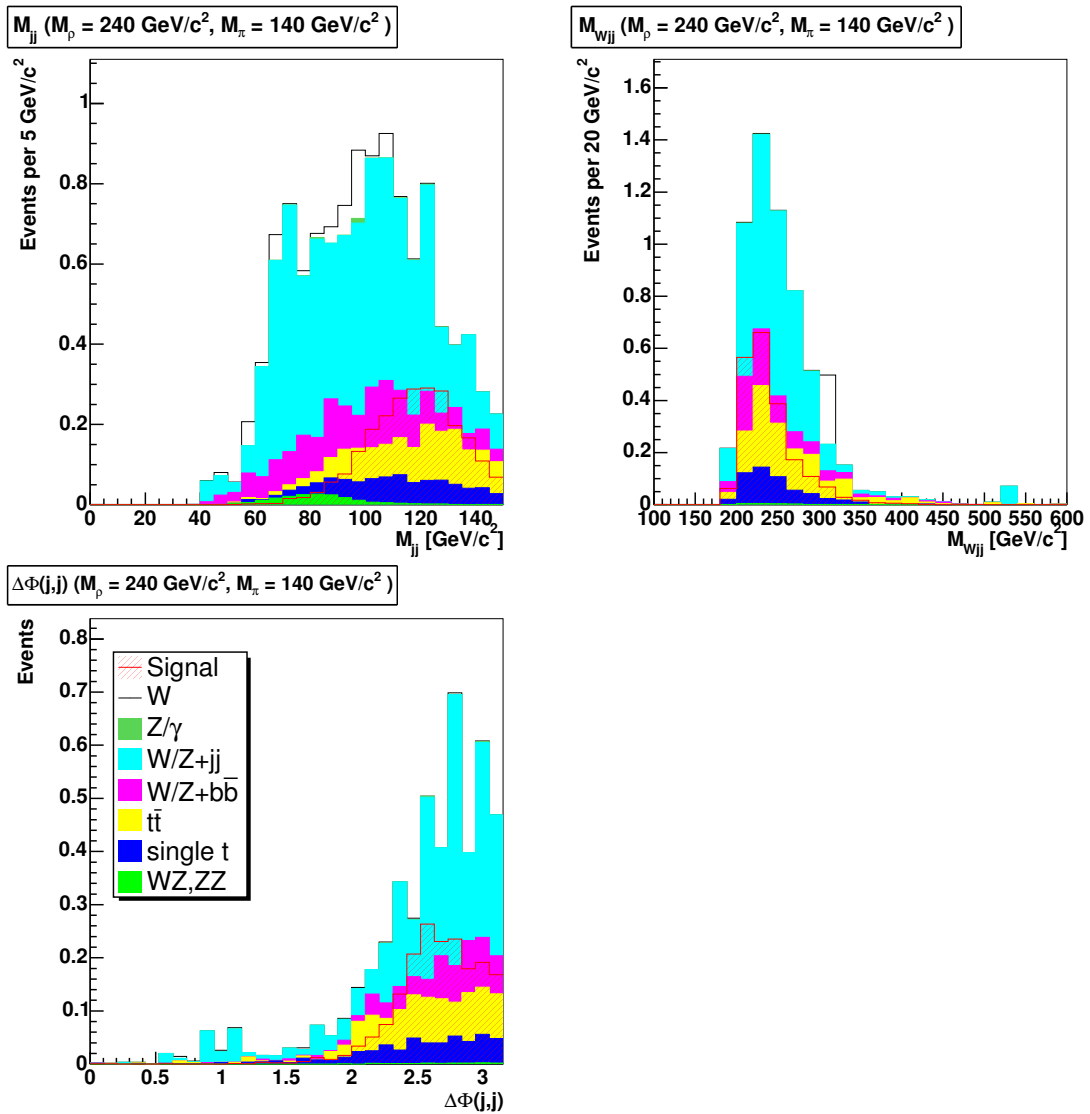 M_jj (M_ρ = 240 GeV/c², M_π = 140 GeV/c² )
Events per 5 GeV/c²
1
0.8
0.6
0.4
0.2
0
0 20 40 60 80 100 120 140
M_jj [GeV/c²]
M_Wjj (M_ρ = 240 GeV/c², M_π = 140 GeV/c² )
Events per 20 GeV/c²
1.6
1.4
1.2
1
0.8
0.6
0.4
0.2
0
100 150 200 250 300 350 400 450 500 550 600
M_Wjj [GeV/c²]
ΔΦ(j,j) (M_ρ = 240 GeV/c², M_π = 140 GeV/c² )
Events
0.8
0.7
0.6
0.5
0.4
0.3
0.2
0.1
0
Signal
W
Z/γ
W/Z+jj
W/Z+bb̅
tt̅
single t
WZ,ZZ
0 0.5 1 1.5 2 2.5 3
ΔΦ(j,j)